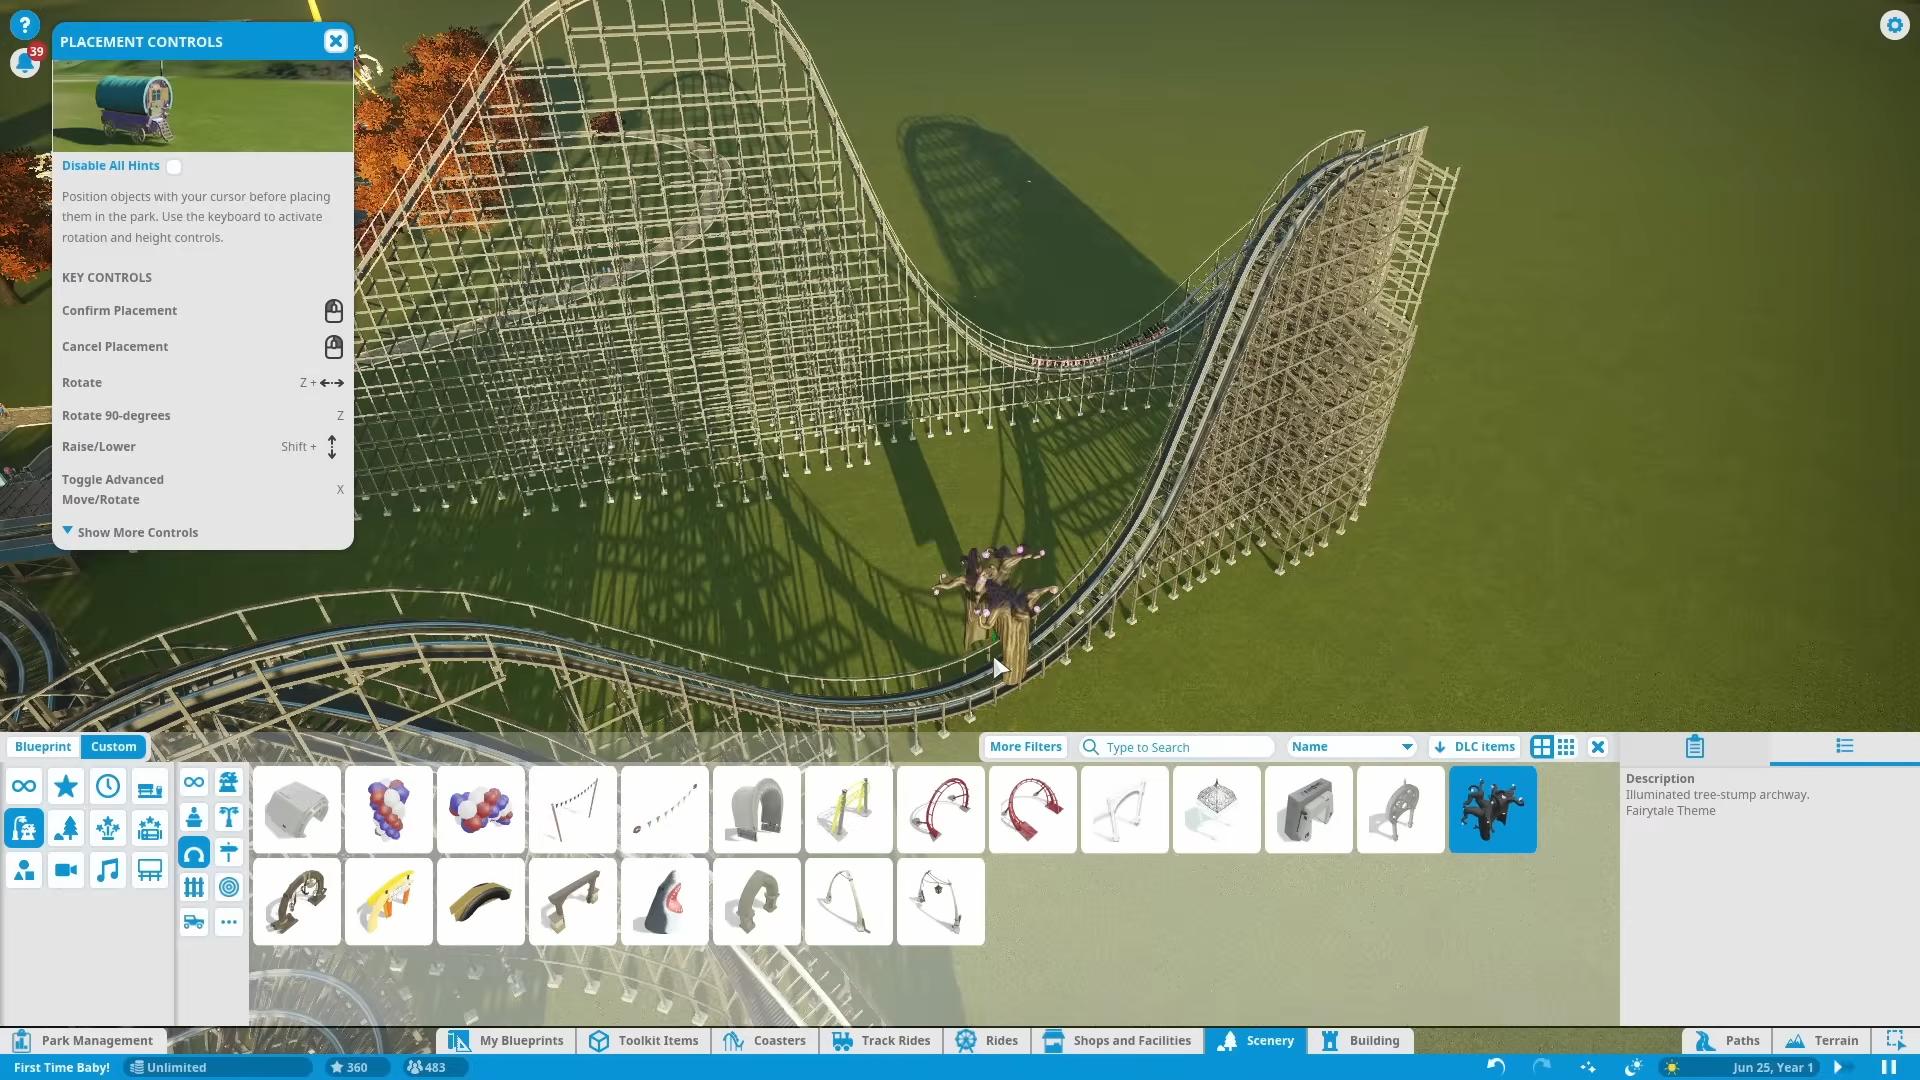 ?
39
PLACEMENT CONTROLS
Disable All Hints
Position objects with your cursor before placing
them in the park. Use the keyboard to activate
rotation and height controls.
KEY CONTROLS
Confirm Placement
Cancel Placement
Rotate Z +
Rotate 90-degrees Z
Raise/Lower Shift +
Toggle Advanced
Move/Rotate X
Show More Controls
Blueprint Custom
More Filters Type to Search Name DLC items
Description
Illuminated tree-stump archway.
Fairytale Theme
Park Management My Blueprints Toolkit Items Coasters Track Rides Rides Shops and Facilities Scenery Building Paths Terrain
First Time Baby! Unlimited 360 483 Jun 25, Year 1